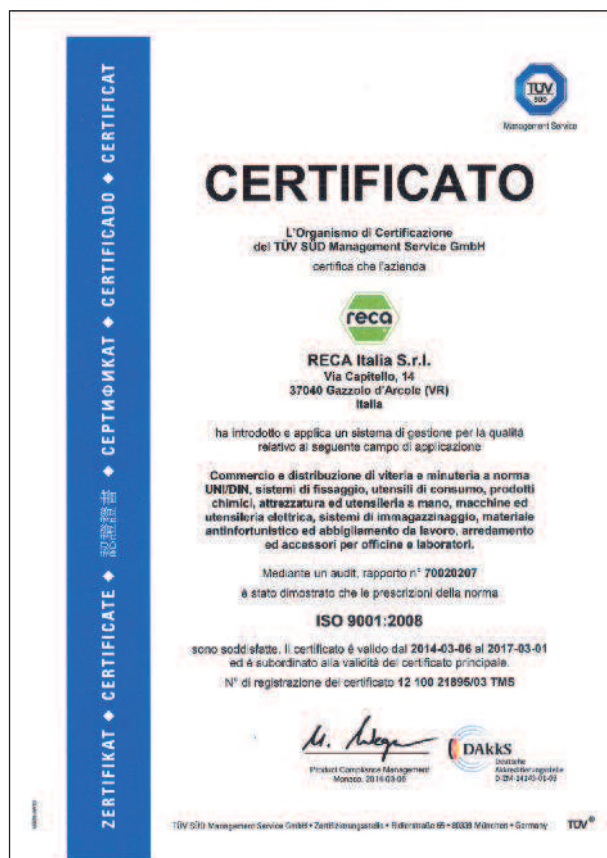 TÜV
SÜD
Management Service
CERTIFICATO
L'Organismo di Certificazione
del TÜV SÜD Management Service GmbH
certifica che l'azienda
reca
RECA Italia S.r.l.
Via Capitello, 14
37040 Gazzolo d'Arcole (VR)
Italia
ha introdotto e applica un sistema di gestione per la qualità
relativo al seguente campo di applicazione
Commercio e distribuzione di viteria e minuteria a norma
UNI/DIN, sistemi di fissaggio, utensili di consumo, prodotti
chimici, attrezzatura ed utensileria a mano, macchine ed
utensileria elettrica, sistemi di immagazzinaggio, materiale
antinfortunistico ed abbigliamento da lavoro, arredamento
ed accessori per officine e laboratori.
Mediante un audit, rapporto n° 70020207
è stato dimostrato che le prescrizioni della norma
ISO 9001:2008
sono soddisfatte. Il certificato é valido dal 2014-03-06 al 2017-03-01
ed è subordinato alla validità del certificato principale.
N° di registrazione del certificato 12 100 21895/03 TMS
Product Compliance Management
Monaco,
DAkkS
Deutsche
Akkreditierungsstelle
D-ZM-14143-01-00
TÜV SÜD Management Service GmbH • Zertifizierungsstelle • Ridlerstraße 65 • 80339 München • Germany
TÜV®
ZERTIFIKAT ◆ CERTIFICATE ◆ 認證證書 ◆ СЕРТИФИКАТ ◆ CERTIFICADO ◆ CERTIFICAT